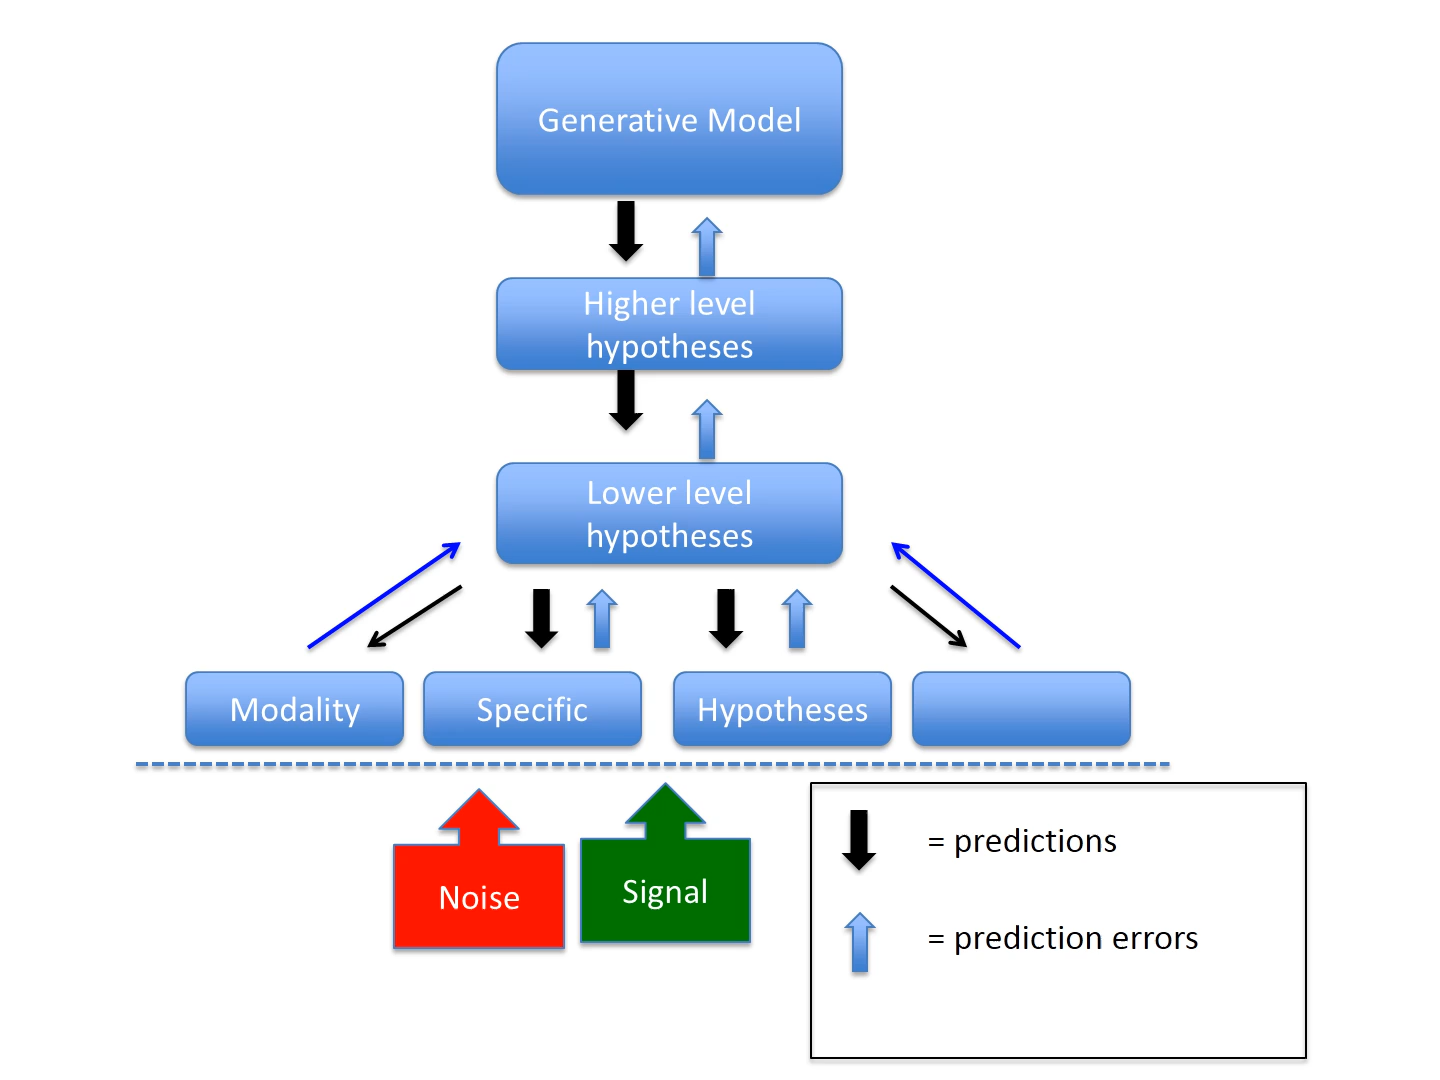 Generative Model
Higher level
hypotheses
Lower level
hypotheses
Modality
Specific
Hypotheses
Noise
Signal
= predictions
= prediction errors